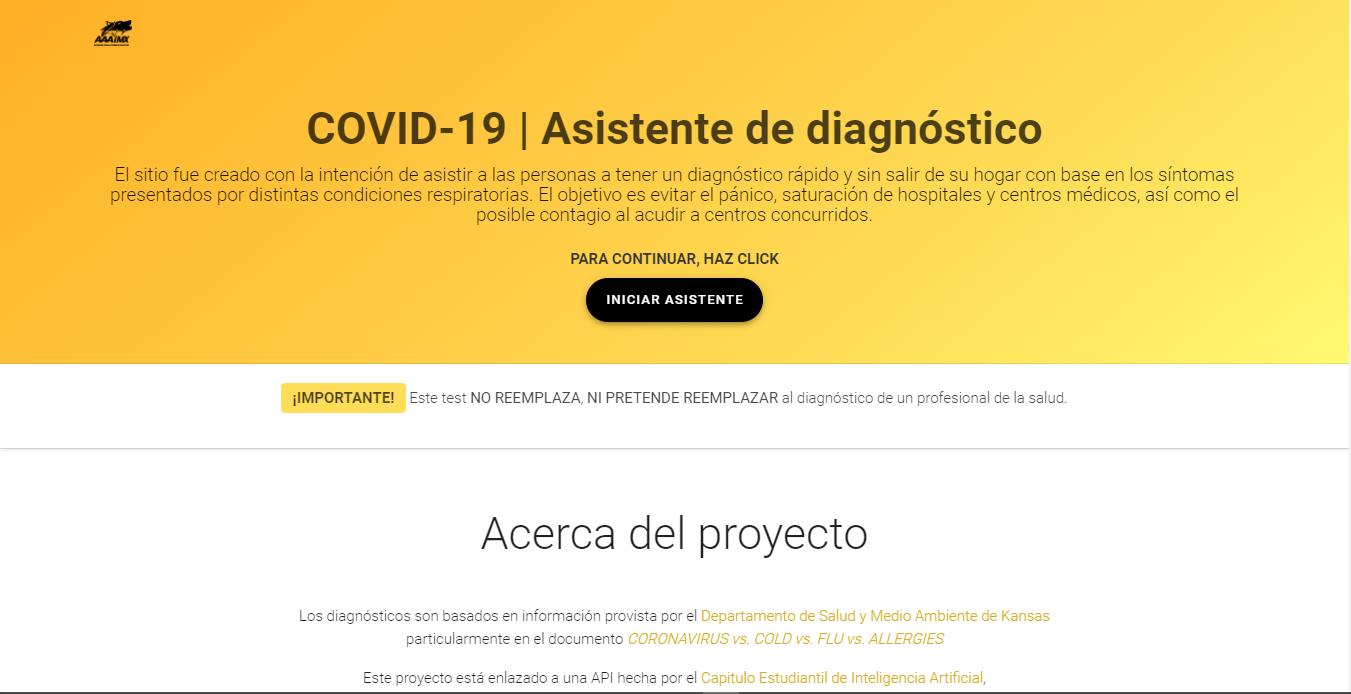 AAAIMX
COVID-19 | Asistente de diagnóstico
El sitio fue creado con la intención de asistir a las personas a tener un diagnóstico rápido y sin salir de su hogar con base en los síntomas
presentados por distintas condiciones respiratorias. El objetivo es evitar el pánico, saturación de hospitales y centros médicos, así como el
posible contagio al acudir a centros concurridos.
PARA CONTINUAR, HAZ CLICK
INICIAR ASISTENTE
¡IMPORTANTE! Este test NO REEMPLAZA, NI PRETENDE REEMPLAZAR al diagnóstico de un profesional de la salud.
Acerca del proyecto
Los diagnósticos son basados en información provista por el Departamento de Salud y Medio Ambiente de Kansas
particularmente en el documento CORONAVIRUS vs. COLD vs. FLU vs. ALLERGIES
Este proyecto está enlazado a una API hecha por el Capitulo Estudiantil de Inteligencia Artificial,